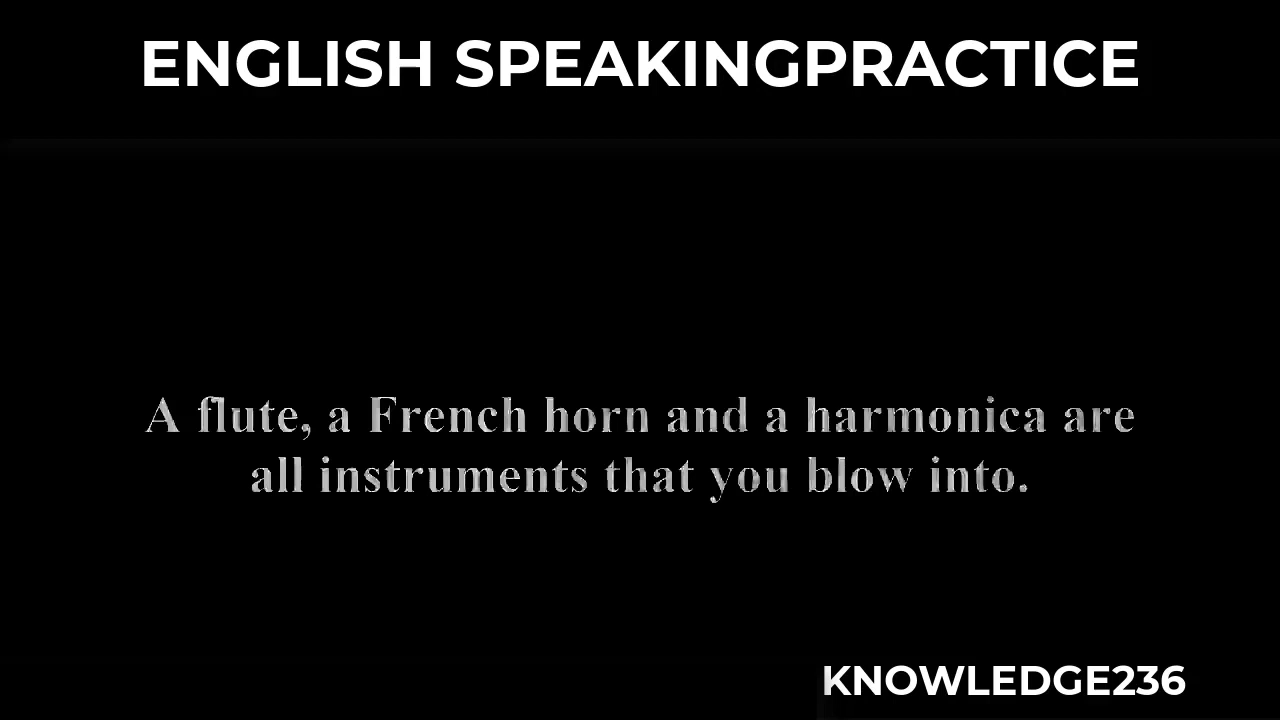 ENGLISH SPEAKINGPRACTICE
A flute, a French horn and a harmonica are
all instruments that you blow into.
KNOWLEDGE236